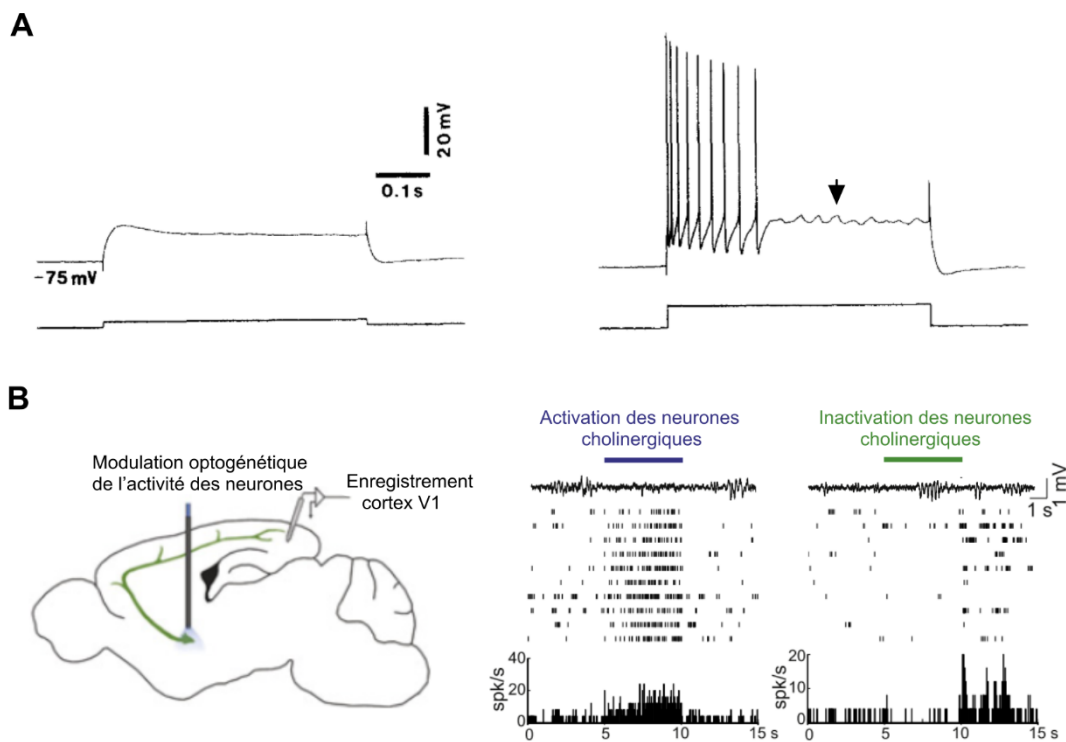 A
20 mV
0.1 s
-75 mV
B
Modulation optogénétique
de l'activité des neurones
Enregistrement
cortex V1
Activation des neurones
cholinergiques
Inactivation des neurones
cholinergiques
1 s
1 mV
spk/s
40
20
0
0
5
10
15 s
spk/s
20
10
0
0
5
10
15 s